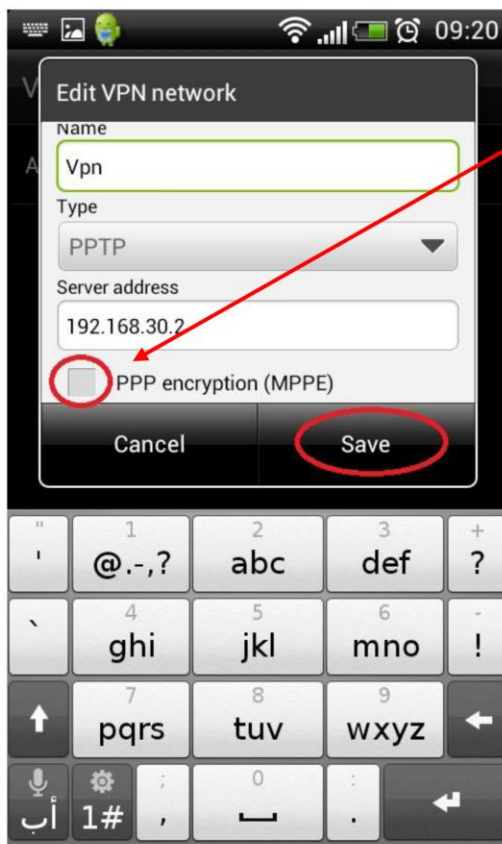 09:20
V
Edit VPN network
Name
A
Vpn
Type
PPTP
Server address
192.168.30.2
PPP encryption (MPPE)
Cancel Save
" 1 2 3 +
' @.-,? abc def ?
4 5 6 -
` ghi jkl mno !
7 8 9
pqrs tuv wxyz
; 0 :
أب 1# , .